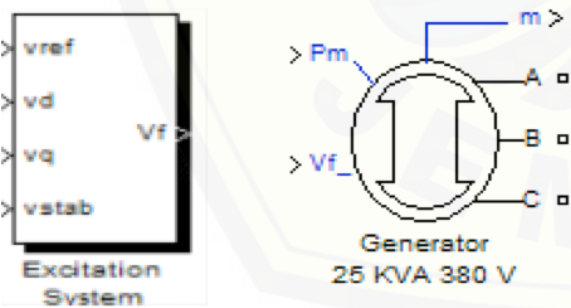 vref
vd
vq
vstab
Vf
Excitation
System
m
Pm
Vf_
A
B
C
Generator
25 KVA 380 V